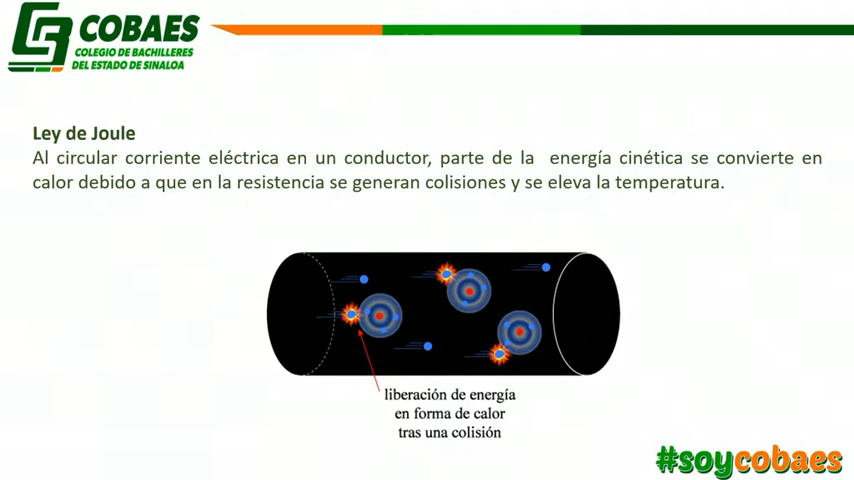 COBAES
COLEGIO DE BACHILLERES
DEL ESTADO DE SINALOA
Ley de Joule
Al circular corriente eléctrica en un conductor, parte de la energía cinética se convierte en
calor debido a que en la resistencia se generan colisiones y se eleva la temperatura.
liberación de energía
en forma de calor
tras una colisión
#soycobaes